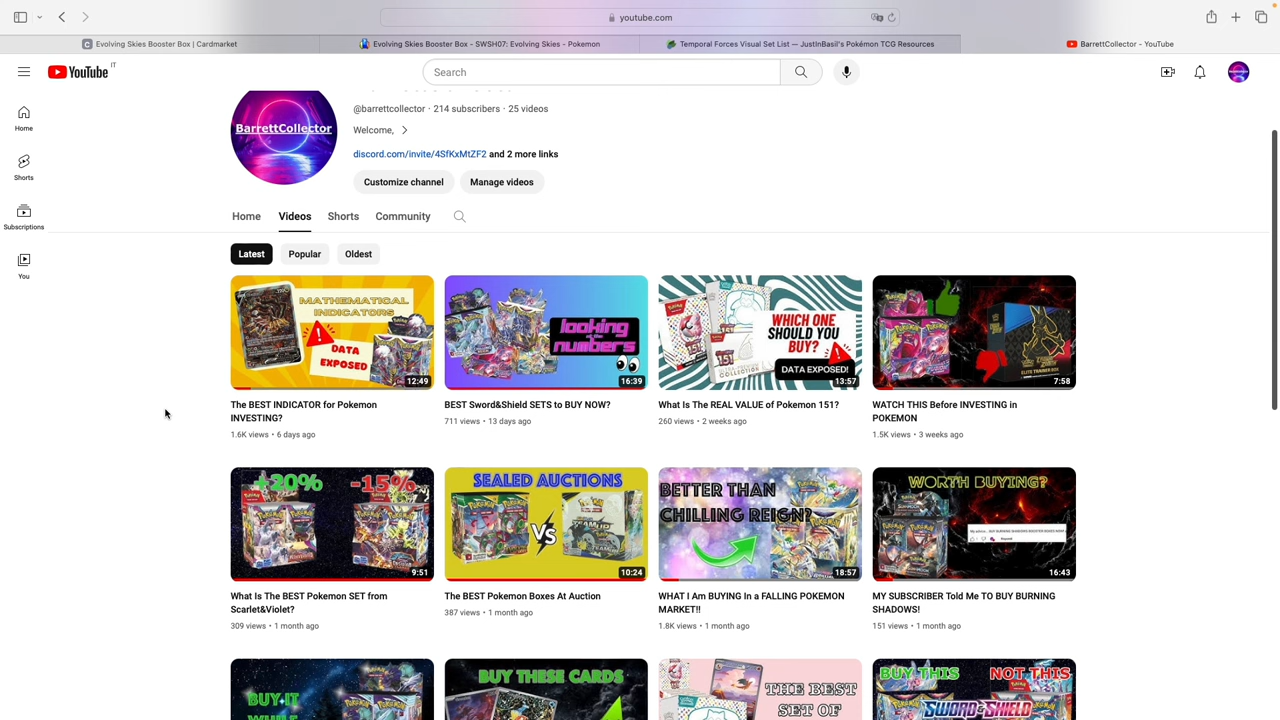 youtube.com
Evolving Skies Booster Box | Cardmarket
Evolving Skies Booster Box - SWSH07: Evolving Skies - Pokemon
Temporal Forces Visual Set List — JustInBasil's Pokémon TCG Resources
BarrettCollector - YouTube
YouTube IT
Search
BarrettCollector
@barrettcollector · 214 subscribers · 25 videos
Welcome,
discord.com/invite/4SfKxMtZF2 and 2 more links
Customize channel
Manage videos
Home
Shorts
Subscriptions
You
Home
Videos
Shorts
Community
Latest
Popular
Oldest
MATHEMATICAL
INDICATORS
DATA
EXPOSED
12:49
The BEST INDICATOR for Pokemon
INVESTING?
1.6K views • 6 days ago
looking
the
numbers
16:39
BEST Sword&Shield SETS to BUY NOW?
711 views • 13 days ago
WHICH ONE
SHOULD YOU
BUY?
DATA EXPOSED!
13:57
What Is The REAL VALUE of Pokemon 151?
260 views • 2 weeks ago
ELITE TRAINER BOX
7:58
WATCH THIS Before INVESTING in
POKEMON
1.5K views • 3 weeks ago
+20%
-15%
9:51
What Is The BEST Pokemon SET from
Scarlet&Violet?
309 views • 1 month ago
SEALED AUCTIONS
VS
10:24
The BEST Pokemon Boxes At Auction
387 views • 1 month ago
BETTER THAN
CHILLING REIGN?
18:57
WHAT I Am BUYING In a FALLING POKEMON
MARKET!!
1.8K views • 1 month ago
WORTH BUYING?
16:43
MY SUBSCRIBER Told Me TO BUY BURNING
SHADOWS!
151 views • 1 month ago
BUY IT
WHILE
BUY THESE CARDS
THE BEST
SET OF
BUY THIS
NOT THIS
SWORD & SHIELD